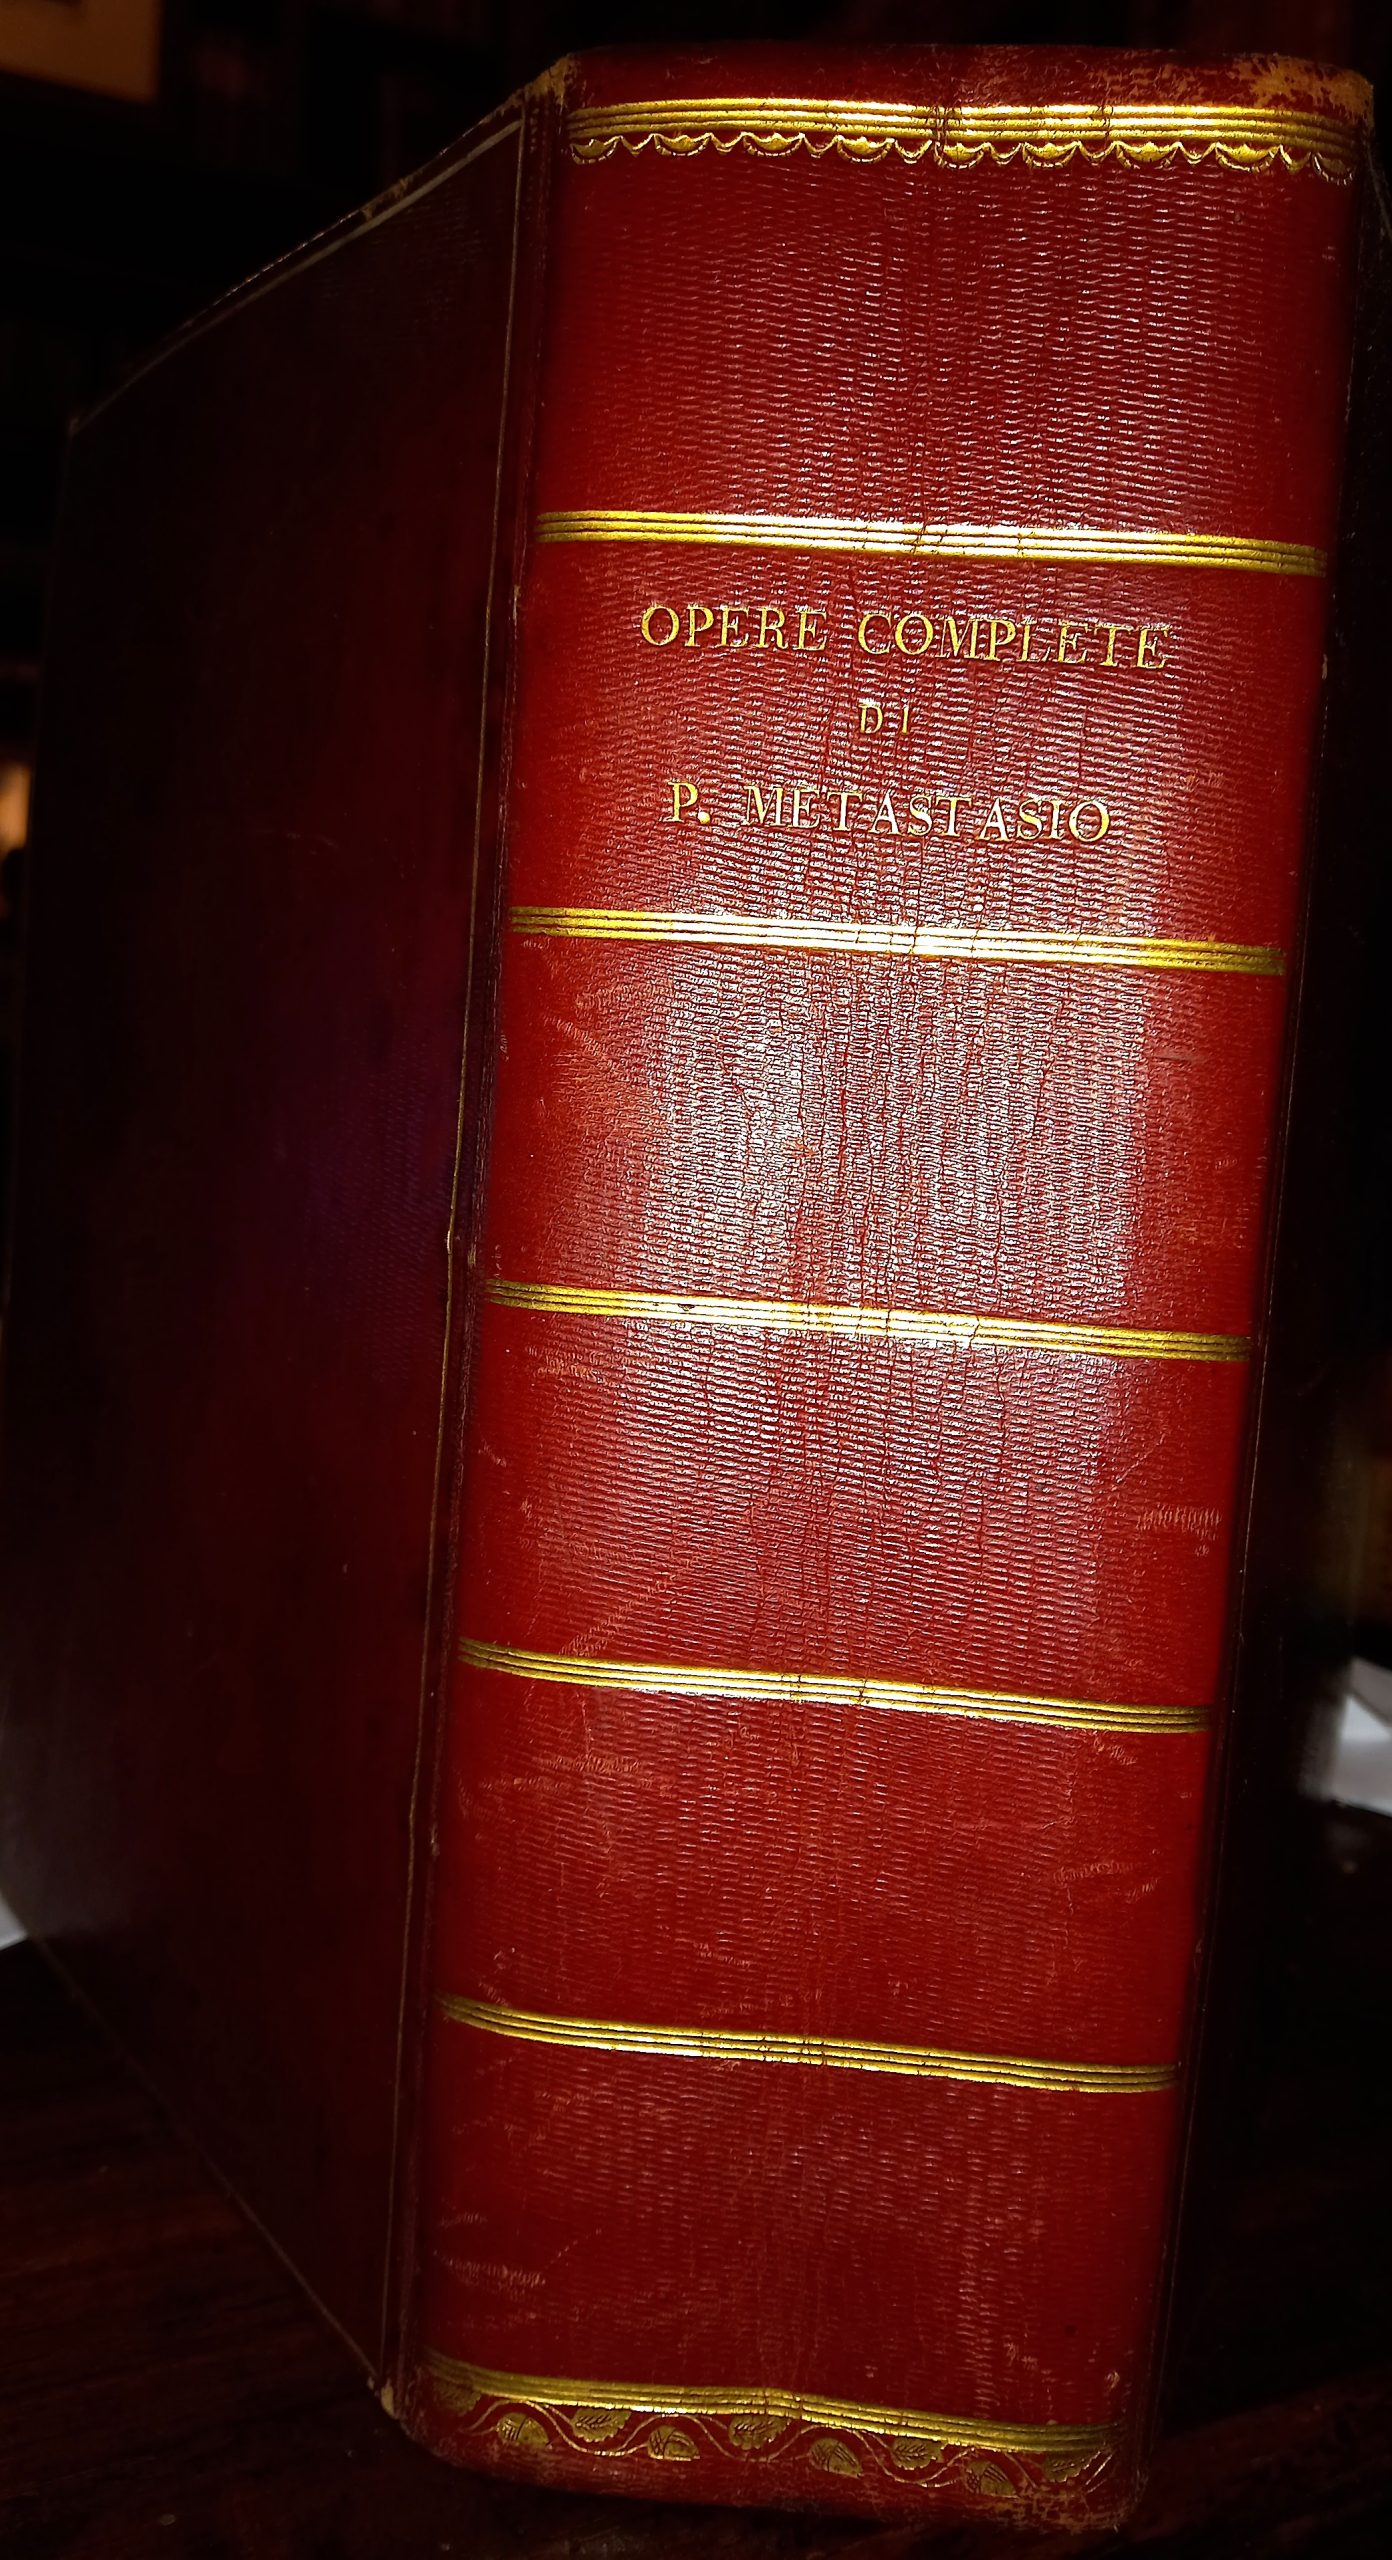 OPERE COMPLETE
DI
P. METASTASIO